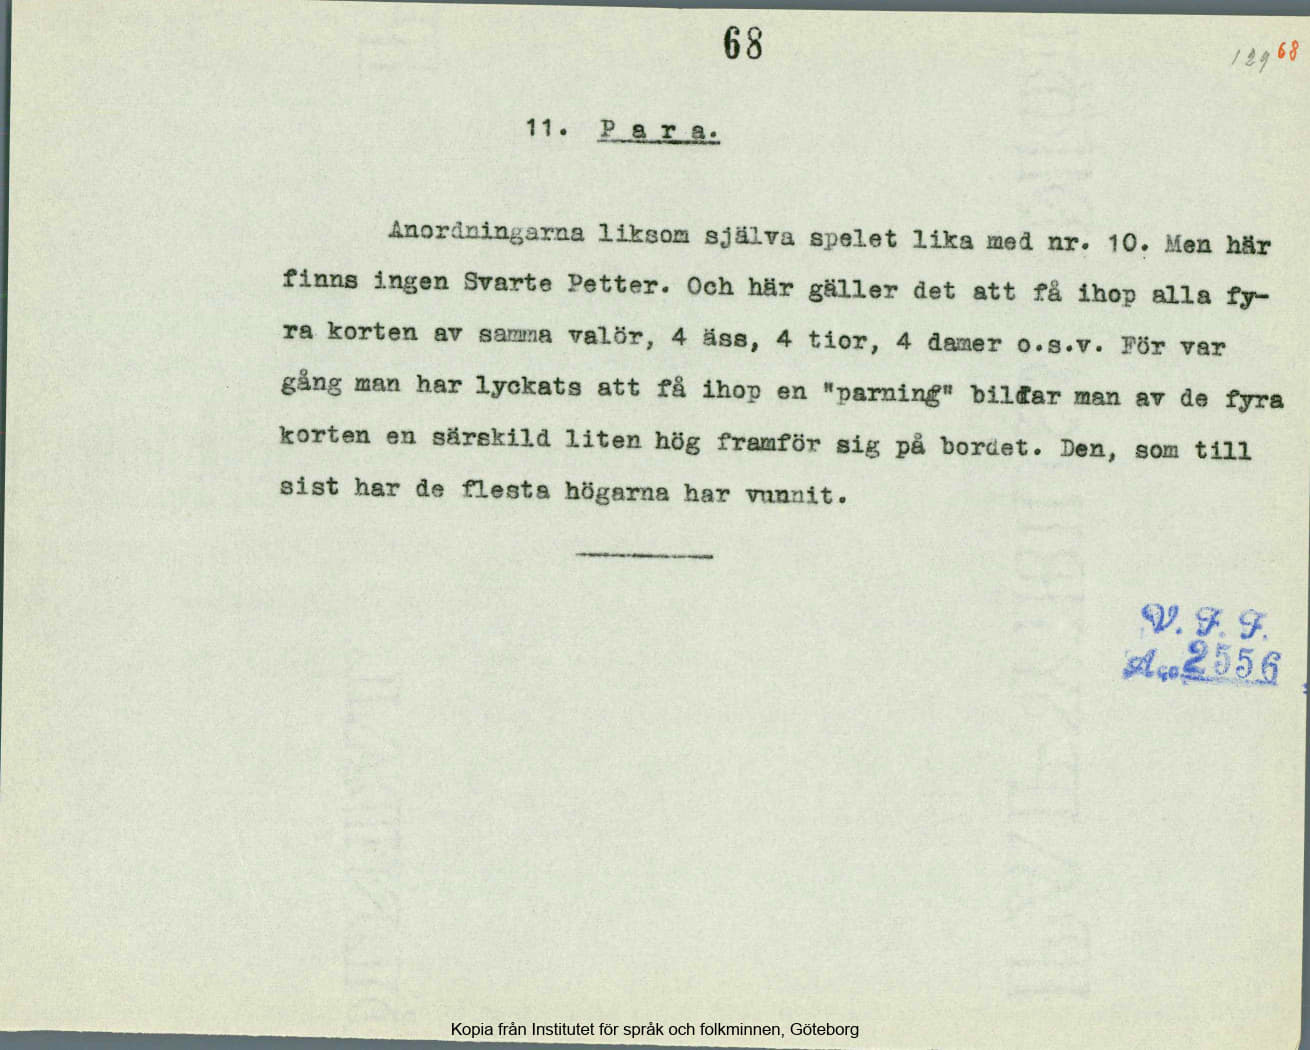 68
129 68
11. Para.
Anordningarna liksom själva spelet lika med nr. 10. Men här
finns ingen Svarte Petter. Och här gäller det att få ihop alla fy-
ra korten av samma valör, 4 äss, 4 tior, 4 damer o.s.v. För var
gång man har lyckats att få ihop en "parning" bildar man av de fyra
korten en särskild liten hög framför sig på bordet. Den, som till
sist har de flesta högarna har vunnit.
V. F. F.
Acc 2556
Kopia från Institutet för språk och folkminnen, Göteborg